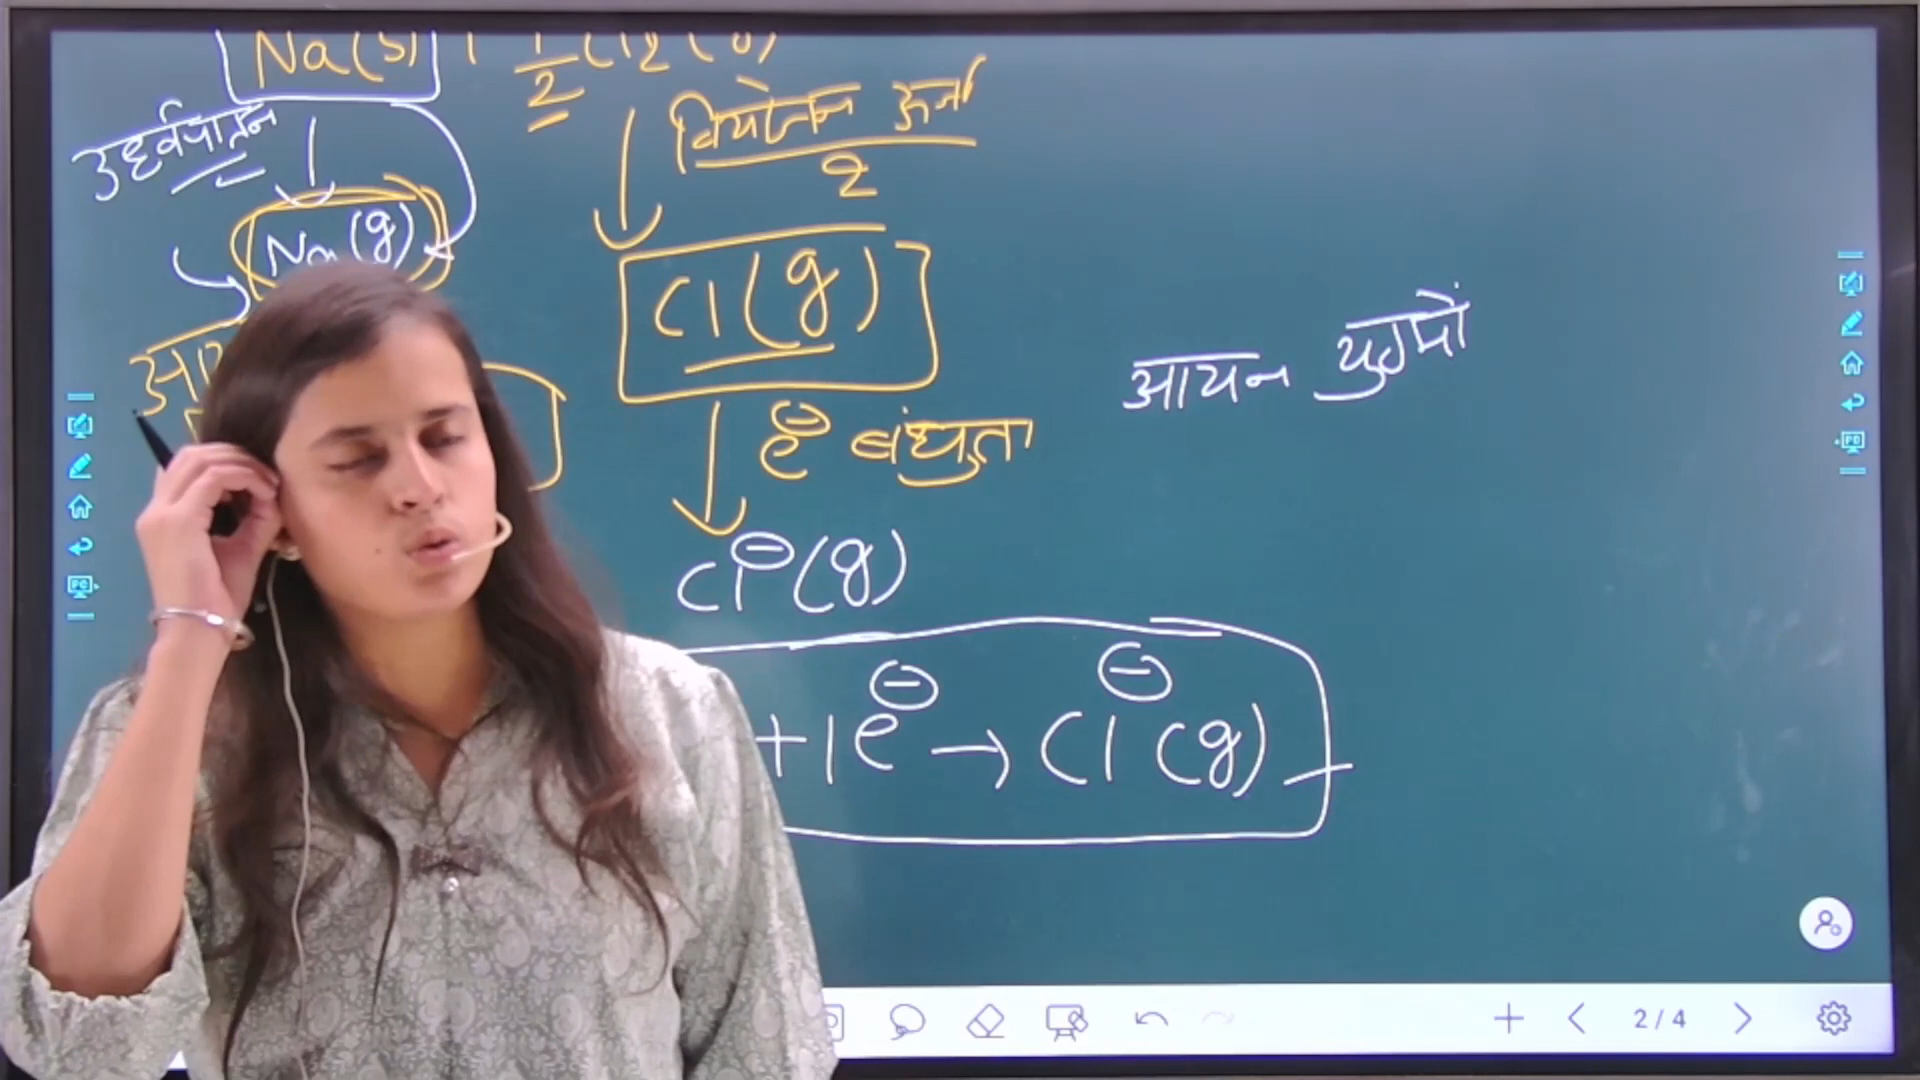 Na(s) + 1/2 Cl2(g)
उर्ध्वपातन
वियोजन ऊर्जा
2
Na(g)
Cl(g)
आयन युग्मों
e⊖ बंधुता
Cl⊖(g)
+1e⊖ → Cl⊖(g)
2/4